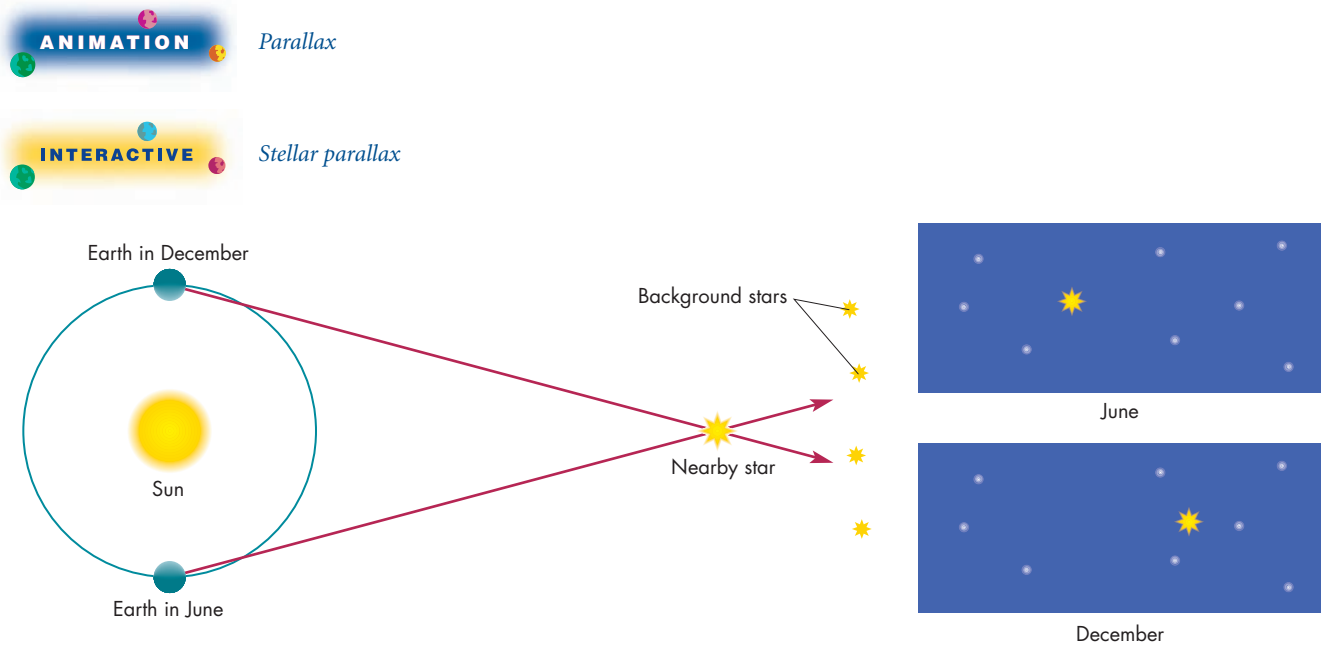 ANIMATION Parallax
INTERACTIVE Stellar parallax
Earth in December
Background stars
Nearby star
Sun
Earth in June
June
December